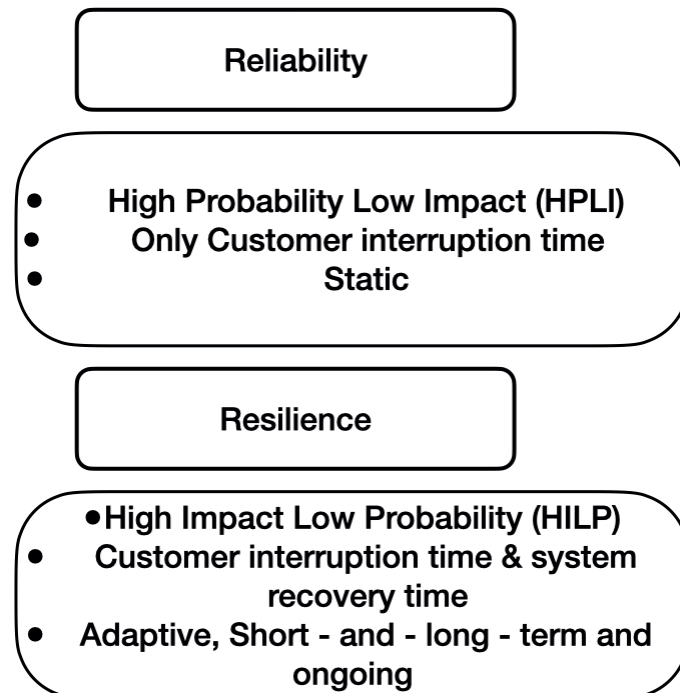 Reliability
• High Probability Low Impact (HPLI)
• Only Customer interruption time
• Static
Resilience
•High Impact Low Probability (HILP)
• Customer interruption time & system
recovery time
• Adaptive, Short - and - long - term and
ongoing